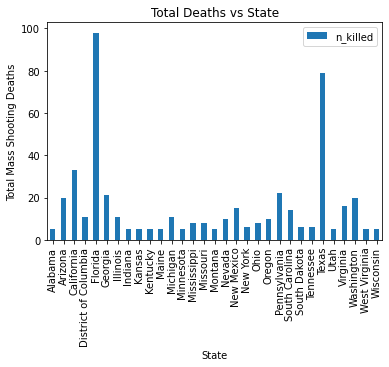 Total Deaths vs State
n_killed
100
80
60
40
20
0
Total Mass Shooting Deaths
Alabama
Arizona
California
District of Columbia
Florida
Georgia
Illinois
Indiana
Kansas
Kentucky
Maine
Michigan
Minnesota
Mississippi
Missouri
Montana
Nevada
New Mexico
New York
Ohio
Oregon
Pennsylvania
South Carolina
South Dakota
Tennessee
Texas
Utah
Virginia
Washington
West Virginia
Wisconsin
State